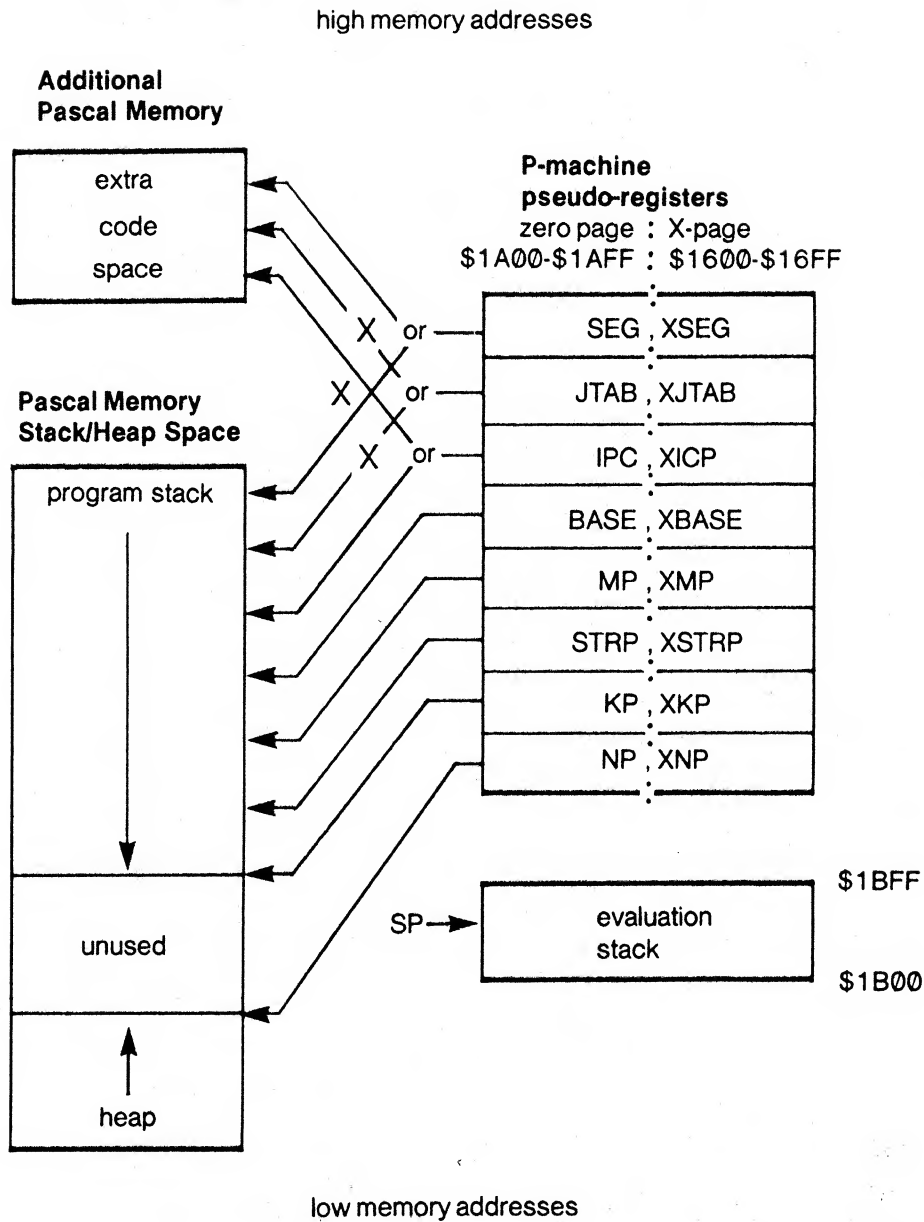 high memory addresses
Additional
Pascal Memory
extra
code
space
P-machine
pseudo-registers
zero page : X-page
$1A00-$1AFF : $1600-$16FF
X or SEG , XSEG
X
X or JTAB , XJTAB
Pascal Memory
Stack/Heap Space
X or IPC , XICP
program stack
BASE , XBASE
MP , XMP
STRP , XSTRP
KP , XKP
NP , XNP
$1BFF
SP
evaluation
stack
unused
$1B00
heap
low memory addresses